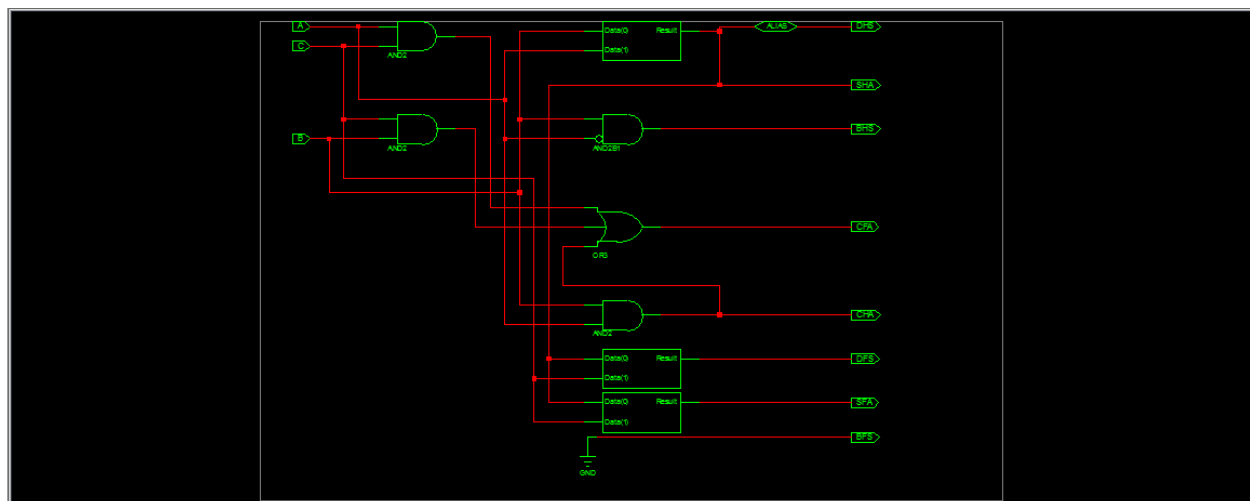 A
Data(0) Result
ALIAS
DHS
C
AND2
Data(1)
SHA
B
AND2
AND2B1
BHS
OR3
CFA
AND2
CHA
Data(0) Result
DFS
Data(1)
Data(0) Result
SFA
Data(1)
BFS
GND